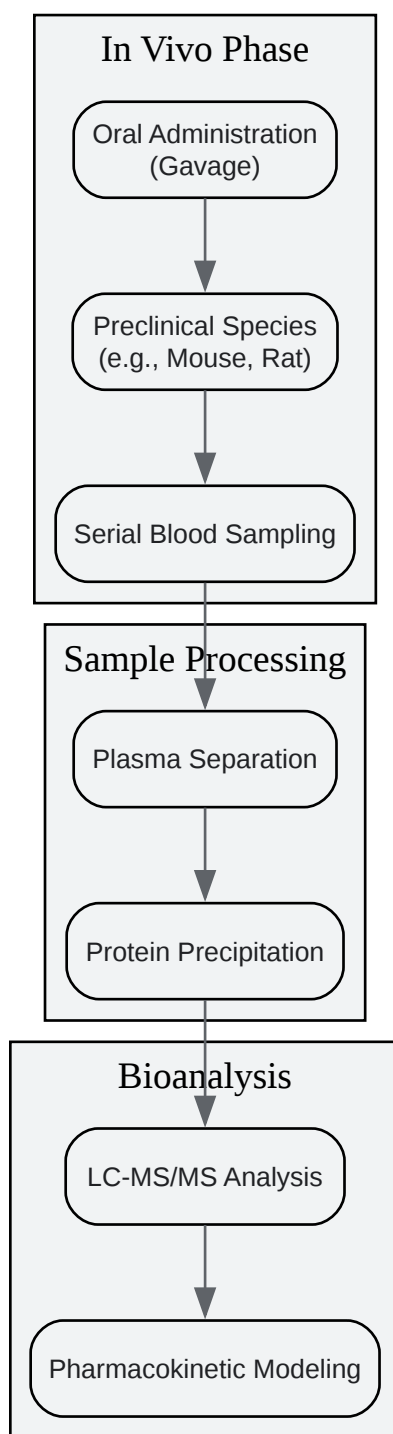 In Vivo Phase
Oral Administration
(Gavage)
Preclinical Species
(e.g., Mouse, Rat)
Serial Blood Sampling
Sample Processing
Plasma Separation
Protein Precipitation
Bioanalysis
LC-MS/MS Analysis
Pharmacokinetic Modeling